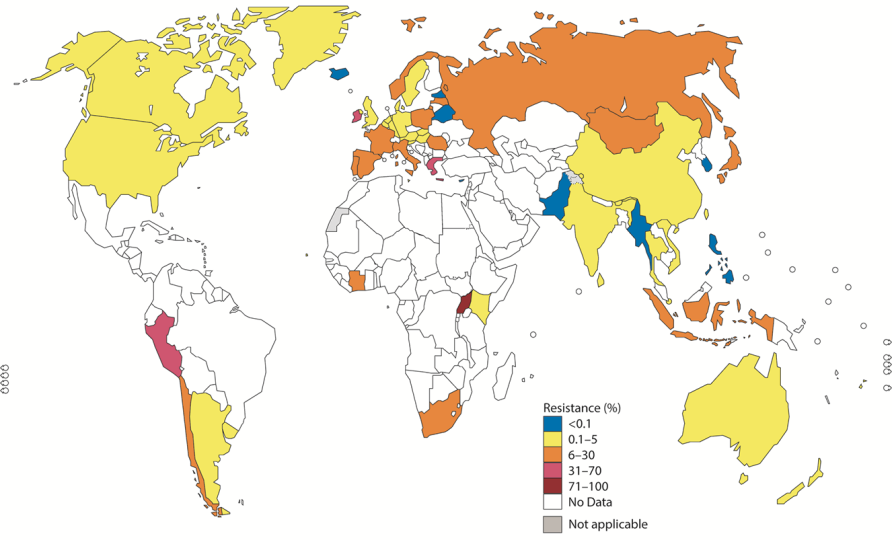 Resistance (%)
<0.1
0.1–5
6–30
31–70
71–100
No Data
Not applicable